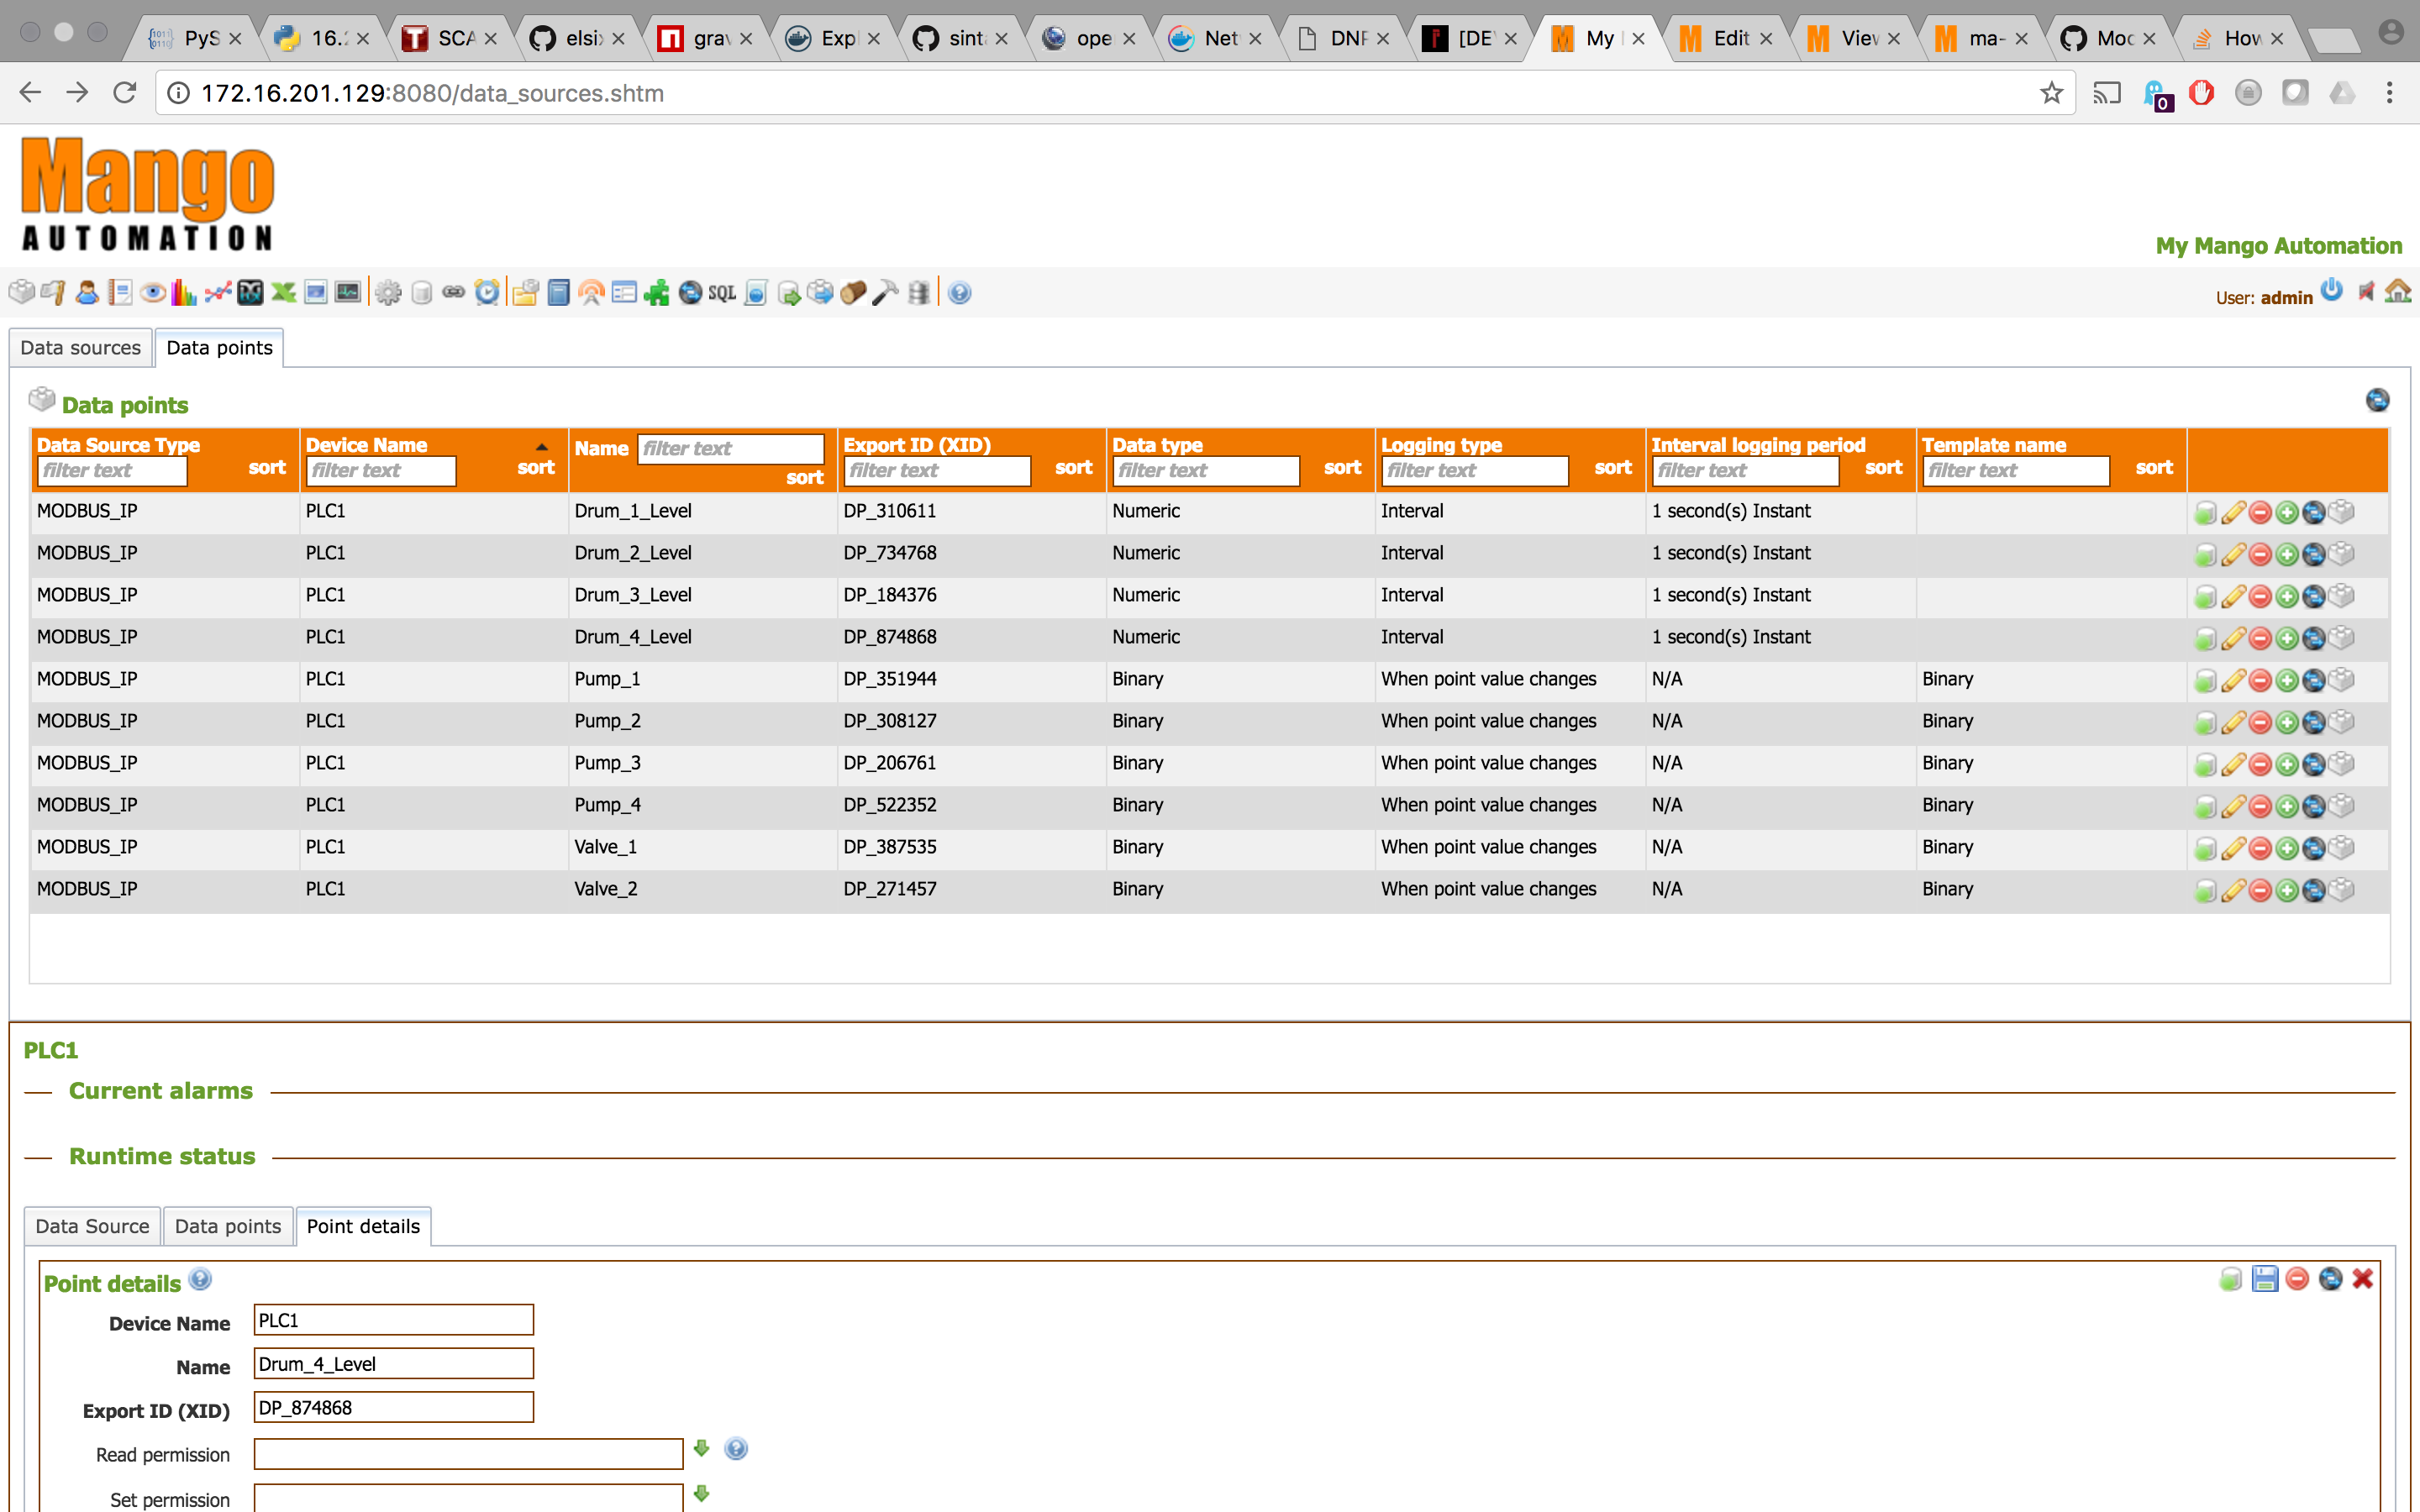 PyS 16. SCA elsi grav Exp sint ope Net DNP [DE My Edit View ma- Moc How
172.16.201.129:8080/data_sources.shtm
0
Mango
AUTOMATION
My Mango Automation
SQL User: admin
Data sources Data points
Data points
Data Source Type Device Name Name filter text Export ID (XID) Data type Logging type Interval logging period Template name
filter text sort filter text sort sort filter text sort filter text sort filter text sort filter text sort filter text sort
MODBUS_IP PLC1 Drum_1_Level DP_310611 Numeric Interval 1 second(s) Instant
MODBUS_IP PLC1 Drum_2_Level DP_734768 Numeric Interval 1 second(s) Instant
MODBUS_IP PLC1 Drum_3_Level DP_184376 Numeric Interval 1 second(s) Instant
MODBUS_IP PLC1 Drum_4_Level DP_874868 Numeric Interval 1 second(s) Instant
MODBUS_IP PLC1 Pump_1 DP_351944 Binary When point value changes N/A Binary
MODBUS_IP PLC1 Pump_2 DP_308127 Binary When point value changes N/A Binary
MODBUS_IP PLC1 Pump_3 DP_206761 Binary When point value changes N/A Binary
MODBUS_IP PLC1 Pump_4 DP_522352 Binary When point value changes N/A Binary
MODBUS_IP PLC1 Valve_1 DP_387535 Binary When point value changes N/A Binary
MODBUS_IP PLC1 Valve_2 DP_271457 Binary When point value changes N/A Binary
PLC1
Current alarms
Runtime status
Data Source Data points Point details
Point details
Device Name PLC1
Name Drum_4_Level
Export ID (XID) DP_874868
Read permission
Set permission